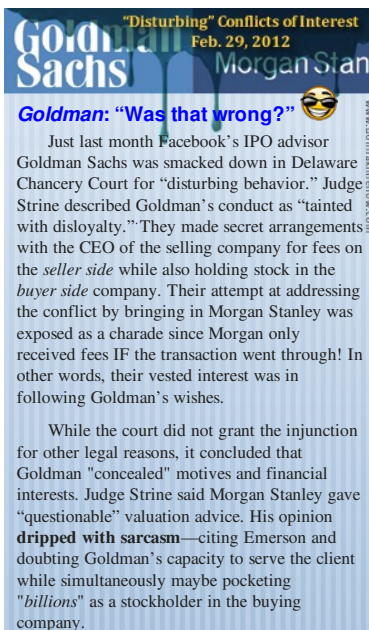 "Disturbing" Conflicts of Interest
Feb. 29, 2012
Goldman
Sachs
Morgan Stan
Goldman: “Was that wrong?”
Just last month Facebook’s IPO advisor
Goldman Sachs was smacked down in Delaware
Chancery Court for “disturbing behavior.” Judge
Strine described Goldman’s conduct as “tainted
with disloyalty.” They made secret arrangements
with the CEO of the selling company for fees on
the seller side while also holding stock in the
buyer side company. Their attempt at addressing
the conflict by bringing in Morgan Stanley was
exposed as a charade since Morgan only
received fees IF the transaction went through! In
other words, their vested interest was in
following Goldman’s wishes.
While the court did not grant the injunction
for other legal reasons, it concluded that
Goldman "concealed" motives and financial
interests. Judge Strine said Morgan Stanley gave
“questionable” valuation advice. His opinion
dripped with sarcasm—citing Emerson and
doubting Goldman’s capacity to serve the client
while simultaneously maybe pocketing
"billions" as a stockholder in the buying
company.